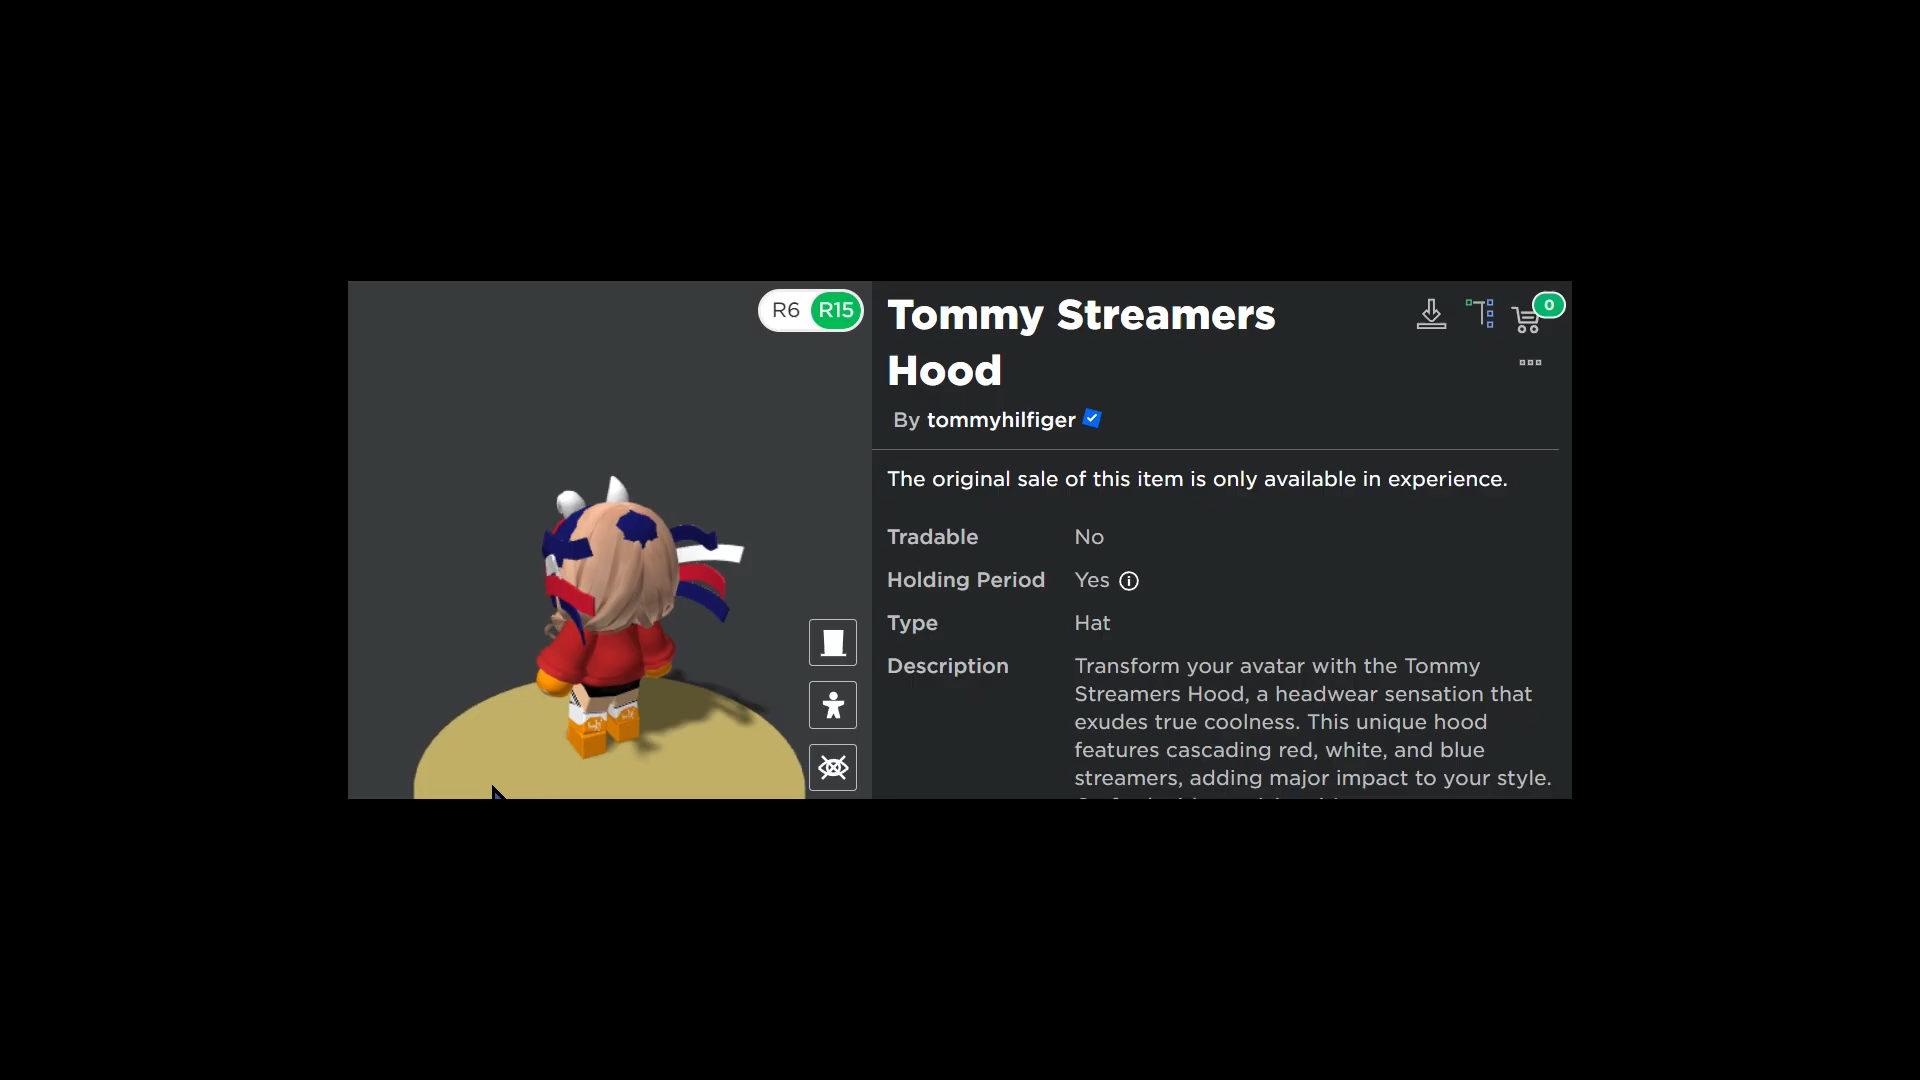 R6 R15
Tommy Streamers
Hood
0
By tommyhilfiger
The original sale of this item is only available in experience.
Tradable No
Holding Period Yes
Type Hat
Description Transform your avatar with the Tommy
Streamers Hood, a headwear sensation that
exudes true coolness. This unique hood
features cascading red, white, and blue
streamers, adding major impact to your style.